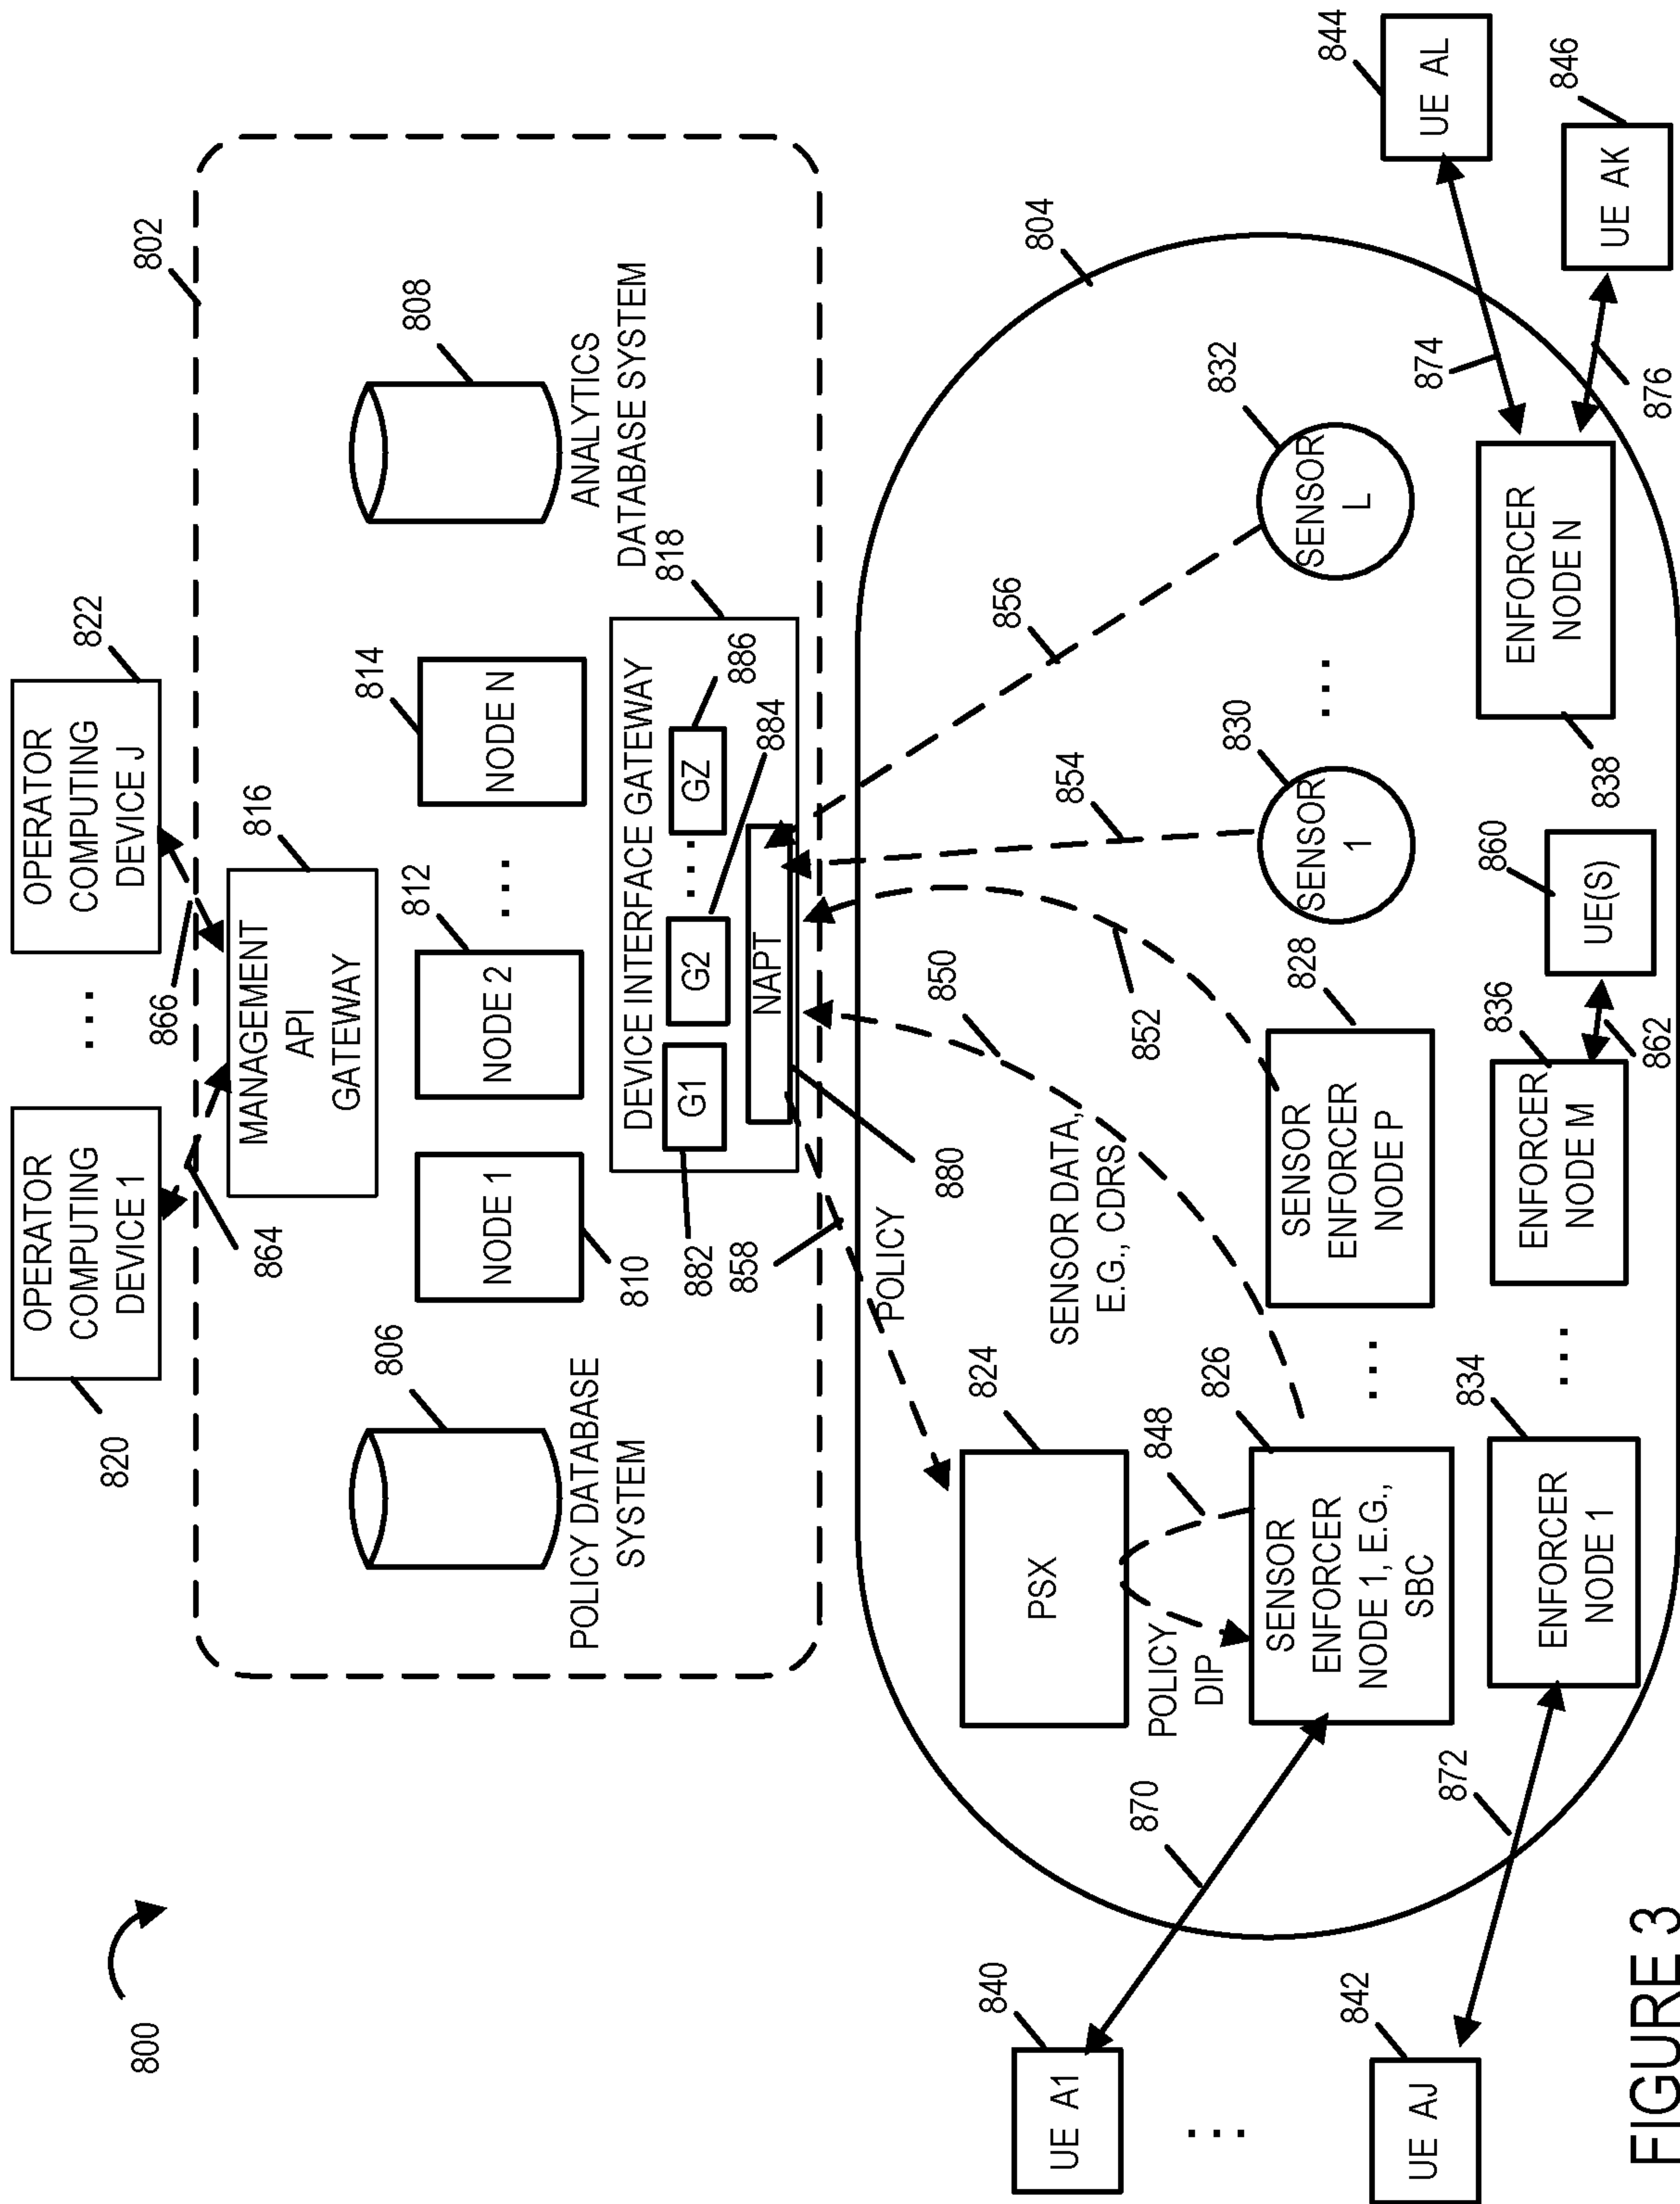 800
OPERATOR
COMPUTING
DEVICE 1
820
...
OPERATOR
COMPUTING
DEVICE J
822
864
866
802
MANAGEMENT
API
GATEWAY
816
806
POLICY DATABASE
SYSTEM
NODE 1
810
NODE 2
812
...
NODE N
814
808
ANALYTICS
DATABASE SYSTEM
818
DEVICE INTERFACE GATEWAY
G1
G2
...
GZ
882
884
886
NAPT
880
858
POLICY
804
824
PSX
POLICY
DIP
848
826
SENSOR
ENFORCER
NODE 1, E.G.,
SBC
SENSOR DATA,
E.G., CDRS
850
852
854
856
...
828
SENSOR
ENFORCER
NODE P
830
SENSOR
1
...
832
SENSOR
L
834
ENFORCER
NODE 1
...
836
ENFORCER
NODE M
862
860
UE(S)
838
ENFORCER
NODE N
840
UE A1
870
...
842
UE AJ
872
844
UE AL
874
846
UE AK
876
FIGURE 3